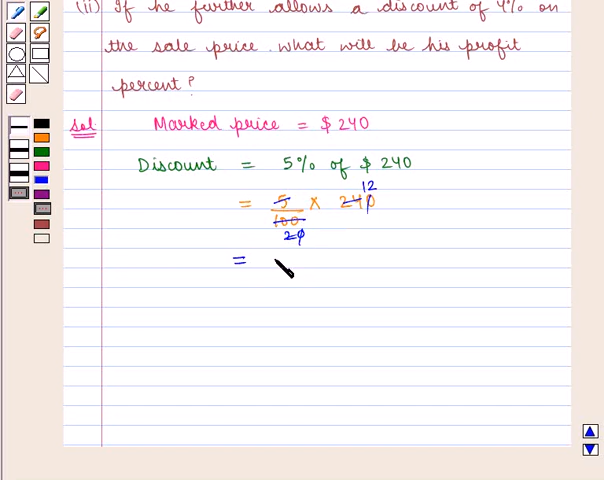 (ii) If he further allows a discount of 4% on
the sale price. what will be his profit
percent?
Sol. Marked price = $ 240
Discount = 5% of $ 240
12
= 5/100 × 240
20
=